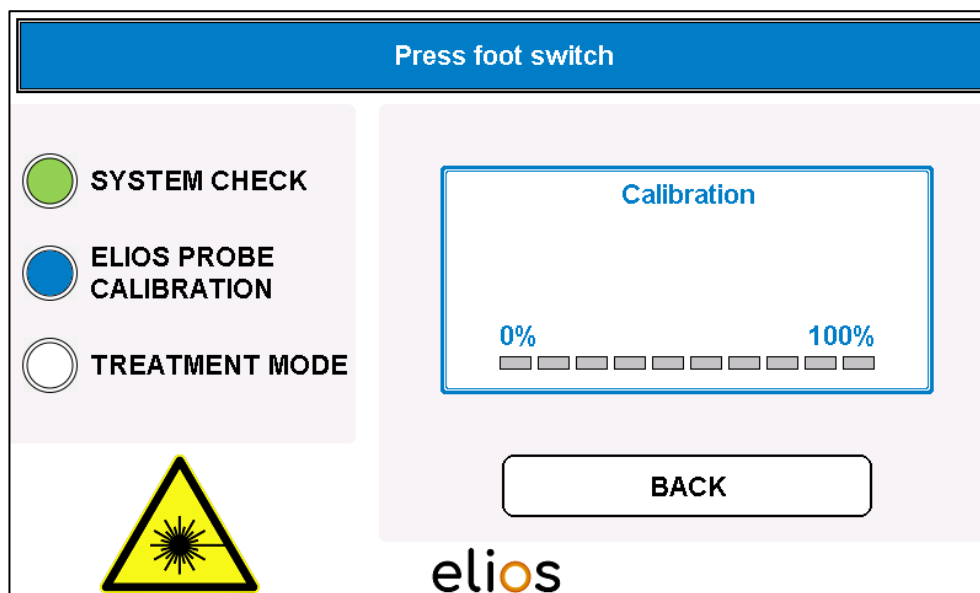 Press foot switch
SYSTEM CHECK
ELIOS PROBE
CALIBRATION
TREATMENT MODE
Calibration
0% 100%
BACK
elios